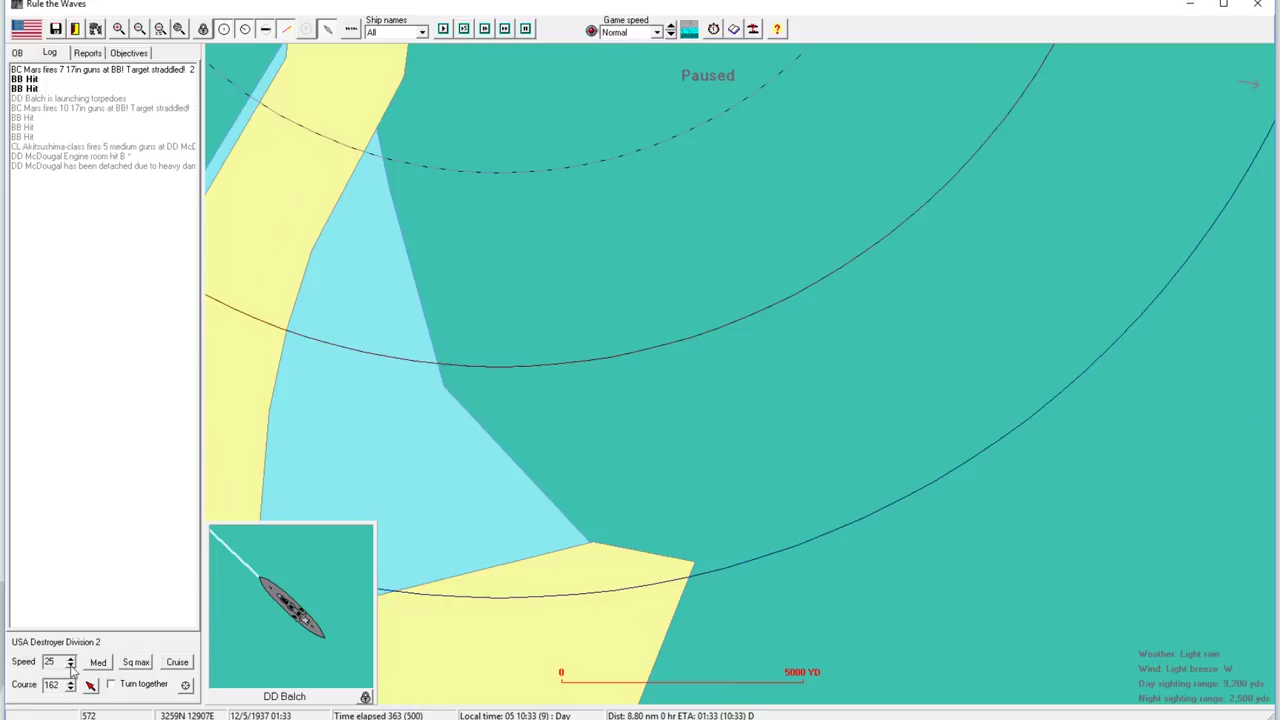 Rule the Waves
Ship names
All
Game speed
Normal
OB Log Reports Objectives
BC Mars fires 7 17in guns at BB! Target straddled! 2
BB Hit
BB Hit
DD Balch is launching torpedoes
BC Mars fires 10 17in guns at BB! Target straddled!
BB Hit
BB Hit
BB Hit
CL Akitsushima-class fires 5 medium guns at DD McD
DD McDougal Engine room hit B *
DD McDougal has been detached due to heavy dam
Paused
USA Destroyer Division 2
Speed 25 Med Sq max Cruise
Course 162 Turn together
DD Balch
0 5000 YD
Weather: Light rain
Wind: Light breeze W
Day sighting range: 9,200 yds
Night sighting range: 2,500 yds
572 3259N 12907E 12/5/1937 01:33 Time elapsed 363 (500) Local time: 05 10:33 (9) : Day Dist: 8.80 nm 0 hr ETA: 01:33 (10:33) D